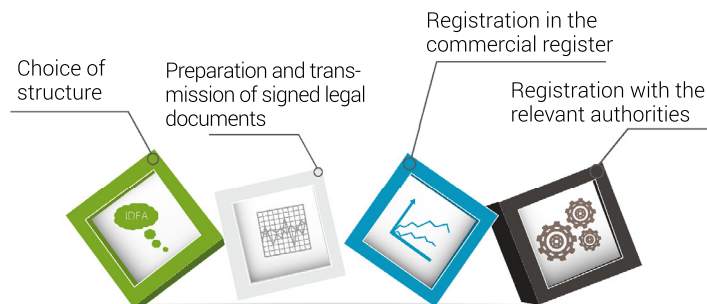 Choice of
structure
Preparation and trans-
mission of signed legal
documents
Registration in the
commercial register
Registration with the
relevant authorities
IDEA